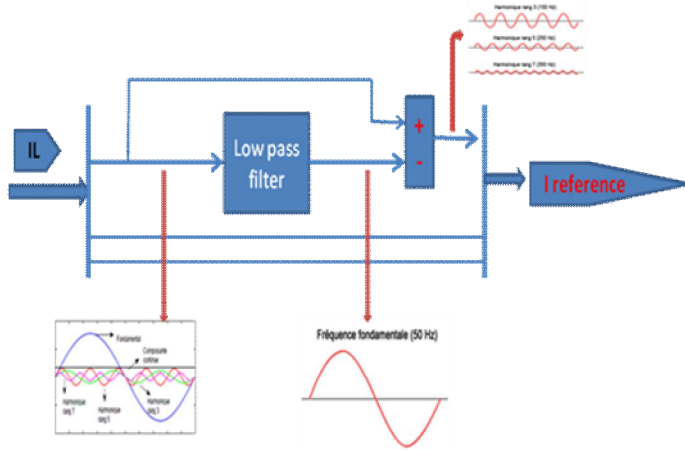 Harmonique rang 3 (150 Hz)
Harmonique rang 5 (250 Hz)
Harmonique rang 7 (350 Hz)
IL
Low pass
filter
+
-
I reference
Fondamental
Composante
continue
Harmonique
rang 7
Harmonique
rang 5
Harmonique
rang 3
Fréquence fondamentale (50 Hz)